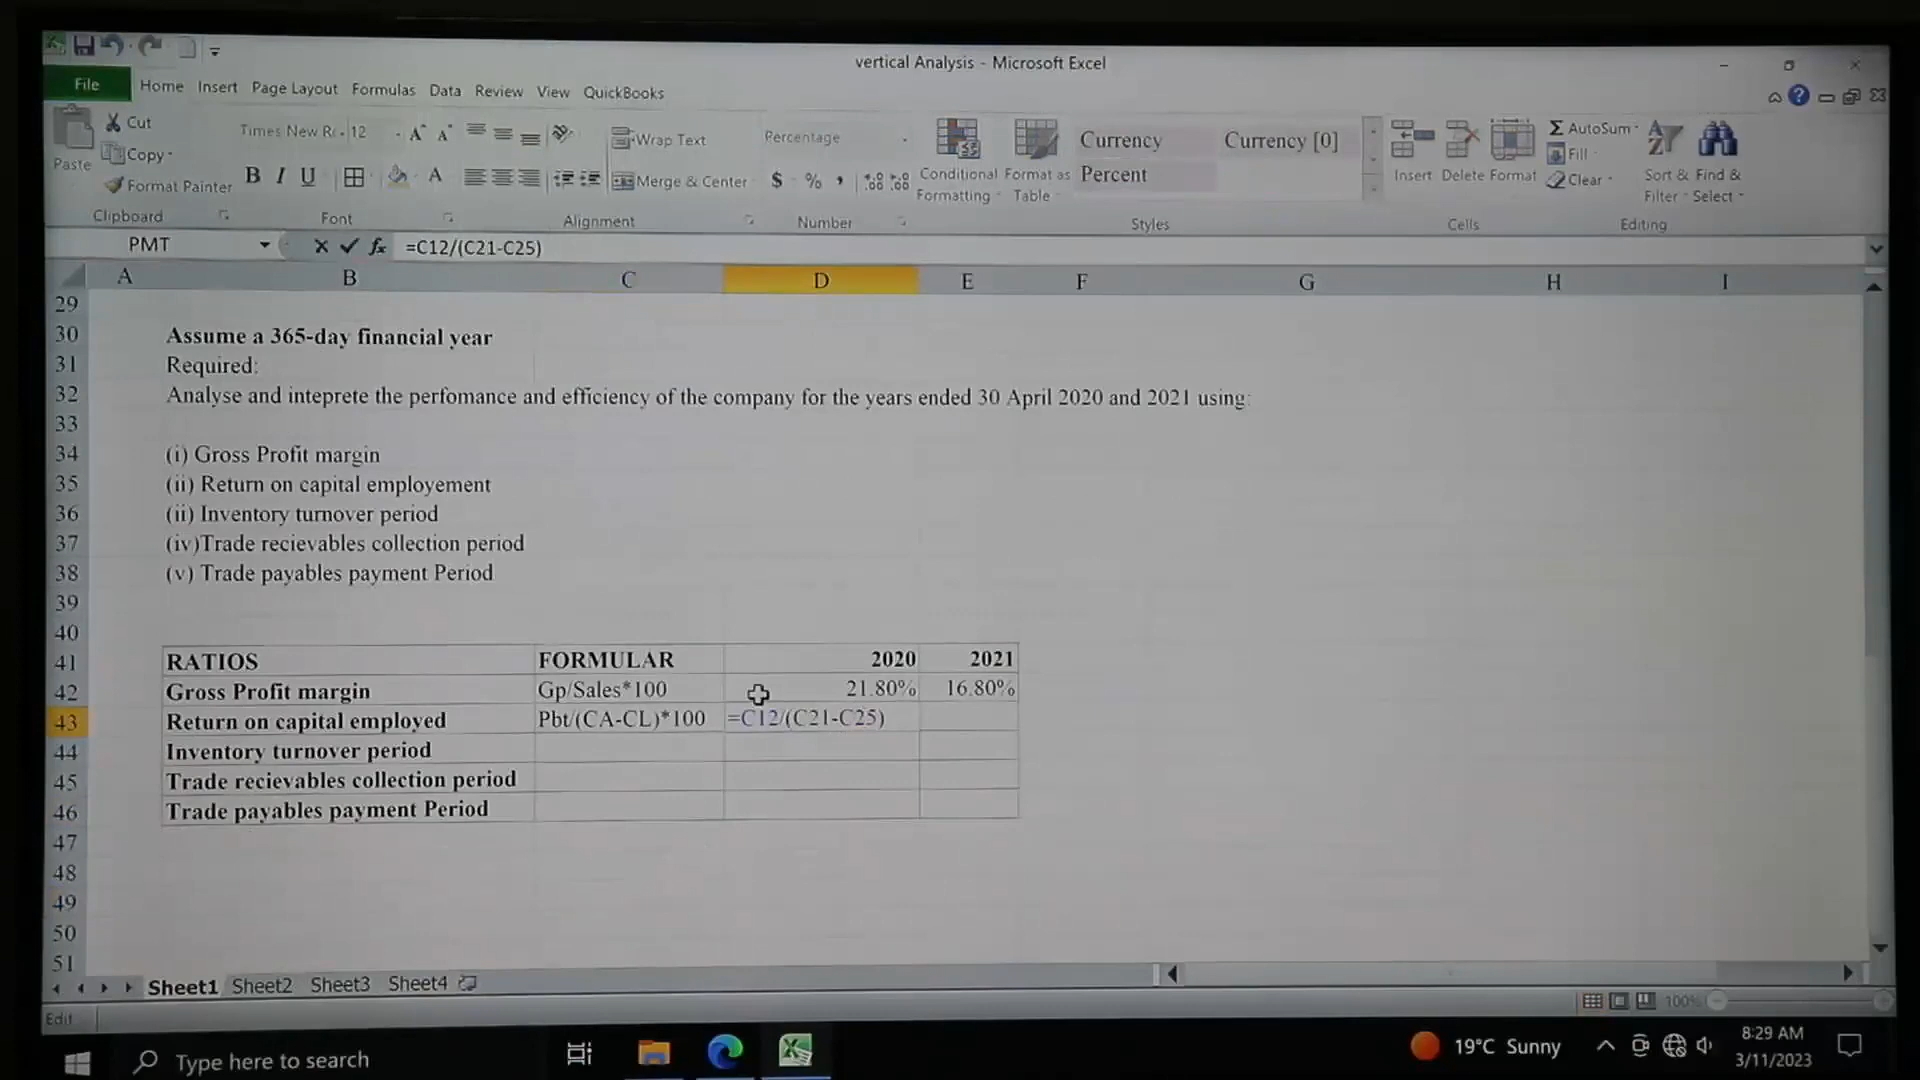 vertical Analysis - Microsoft Excel
File Home Insert Page Layout Formulas Data Review View QuickBooks
Paste Cut Copy Format Painter
Clipboard
Times New R 12
B I U A
Font
Wrap Text
Merge & Center
Alignment
Percentage
$ % ,
Number
Conditional Formatting
Format as Table
Currency Currency [0]
Percent
Styles
Insert Delete Format
Cells
Σ AutoSum
Fill
Clear
Sort & Filter
Find & Select
Editing
PMT fx =C12/(C21-C25)
A B C D E F G H I
29
30 Assume a 365-day financial year
31 Required:
32 Analyse and inteprete the perfomance and efficiency of the company for the years ended 30 April 2020 and 2021 using:
33
34 (i) Gross Profit margin
35 (ii) Return on capital employement
36 (ii) Inventory turnover period
37 (iv)Trade recievables collection period
38 (v) Trade payables payment Period
39
40
41 RATIOS FORMULAR 2020 2021
42 Gross Profit margin Gp/Sales*100 21.80% 16.80%
43 Return on capital employed Pbt/(CA-CL)*100 =C12/(C21-C25)
44 Inventory turnover period
45 Trade recievables collection period
46 Trade payables payment Period
47
48
49
50
51
Sheet1 Sheet2 Sheet3 Sheet4
Edit 100%
Type here to search
19°C Sunny
8:29 AM
3/11/2023